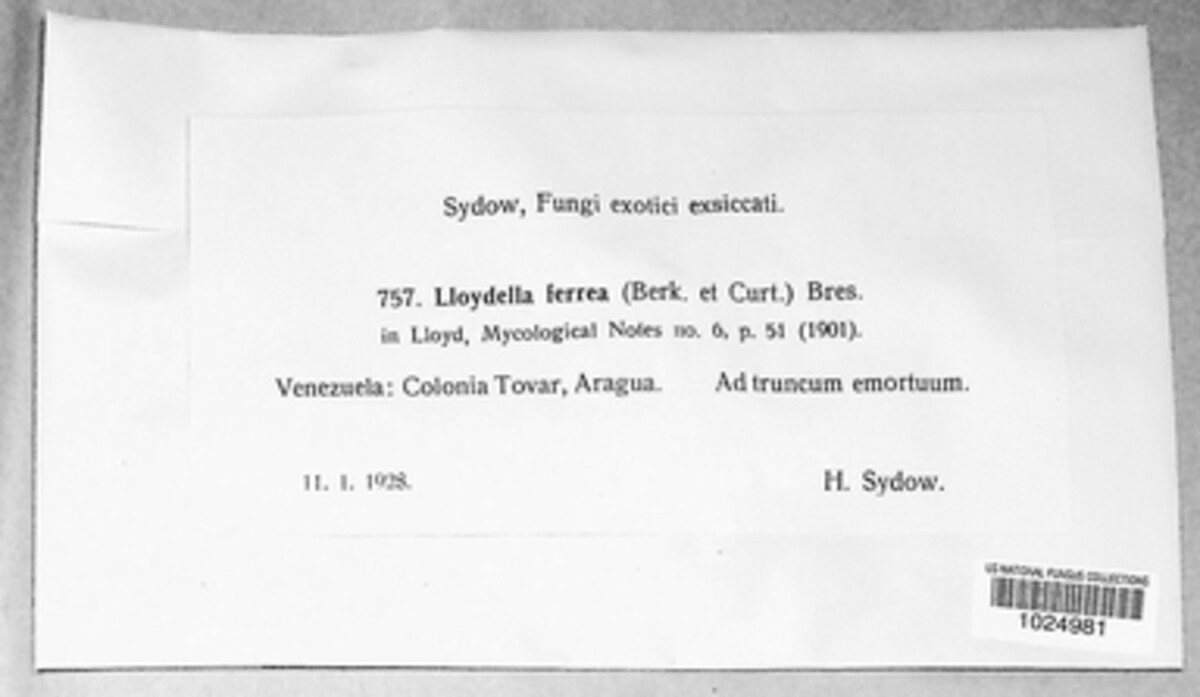 Sydow, Fungi exotici exsiccati.
757. Lloydella ferrea (Berk. et Curt.) Bres.
in Lloyd, Mycological Notes no. 6, p. 51 (1901).
Venezuela: Colonia Tovar, Aragua. Ad truncum emortuum.
11. 1. 1928. H. Sydow.
US NATIONAL FUNGUS COLLECTIONS
1024981